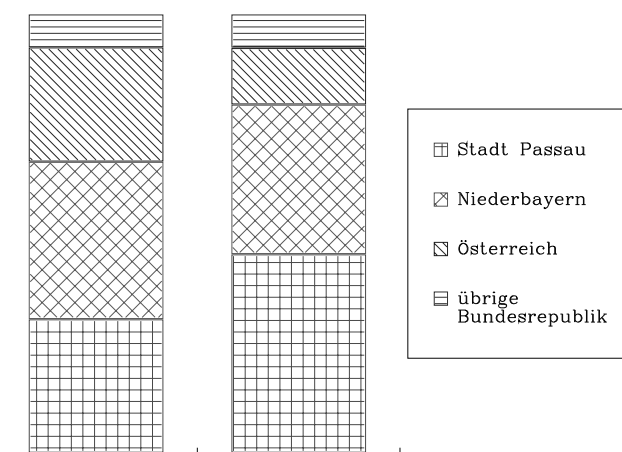 Stadt Passau
Niederbayern
Österreich
übrige
Bundesrepublik